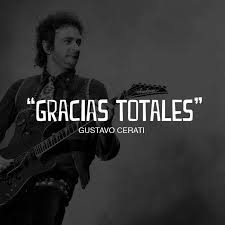 “GRACIAS TOTALES”
GUSTAVO CERATI